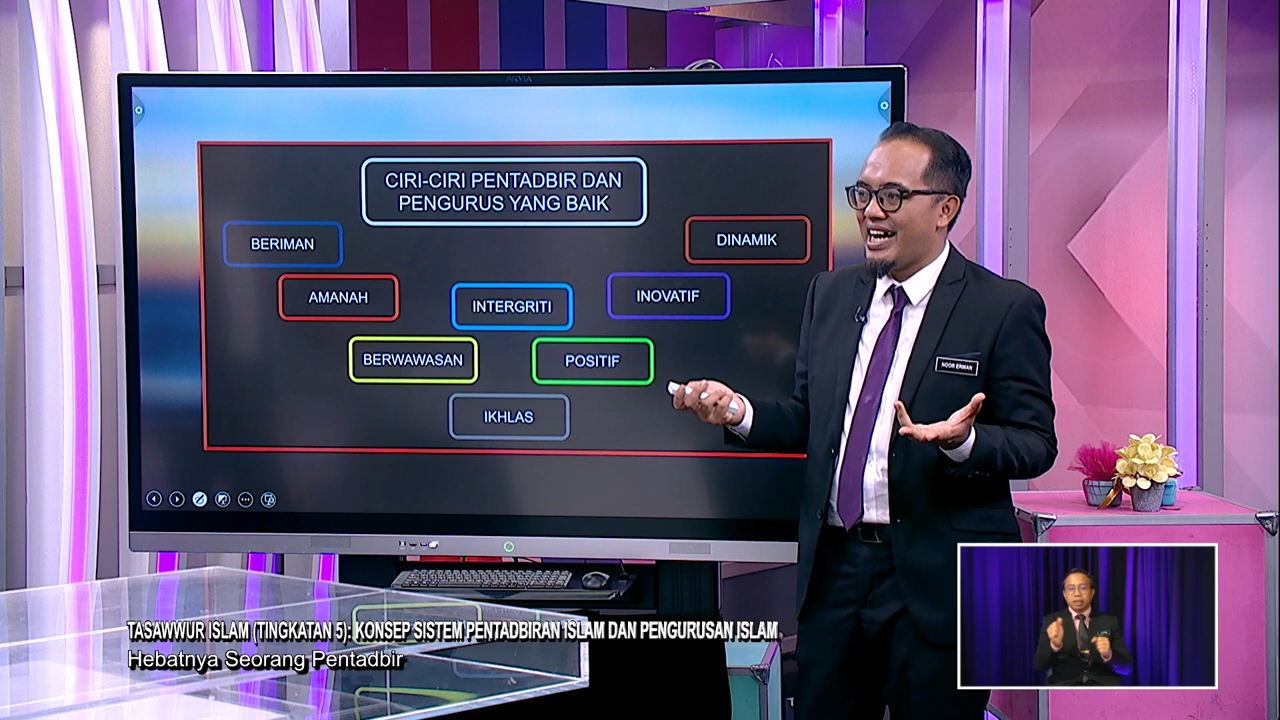 CIRI-CIRI PENTADBIR DAN
PENGURUS YANG BAIK
BERIMAN
DINAMIK
AMANAH
INTERGRITI
INOVATIF
BERWAWASAN
POSITIF
IKHLAS
NOOR ERMAN
TASAWWUR ISLAM (TINGKATAN 5): KONSEP SISTEM PENTADBIRAN ISLAM DAN PENGURUSAN ISLAM
Hebatnya Seorang Pentadbir